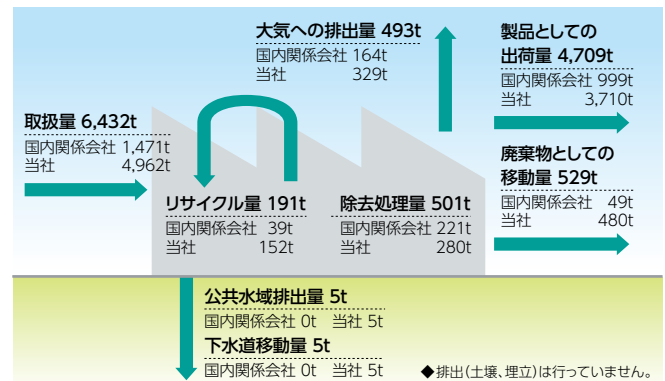 大気への排出量 493t
国内関係会社 164t
当社 329t
製品としての
出荷量 4,709t
国内関係会社 999t
当社 3,710t
取扱量 6,432t
国内関係会社 1,471t
当社 4,962t
廃棄物としての
移動量 529t
国内関係会社 49t
当社 480t
リサイクル量 191t
国内関係会社 39t
当社 152t
除去処理量 501t
国内関係会社 221t
当社 280t
公共水域排出量 5t
国内関係会社 0t 当社 5t
下水道移動量 5t
国内関係会社 0t 当社 5t
◆排出(土壌、埋立)は行っていません。